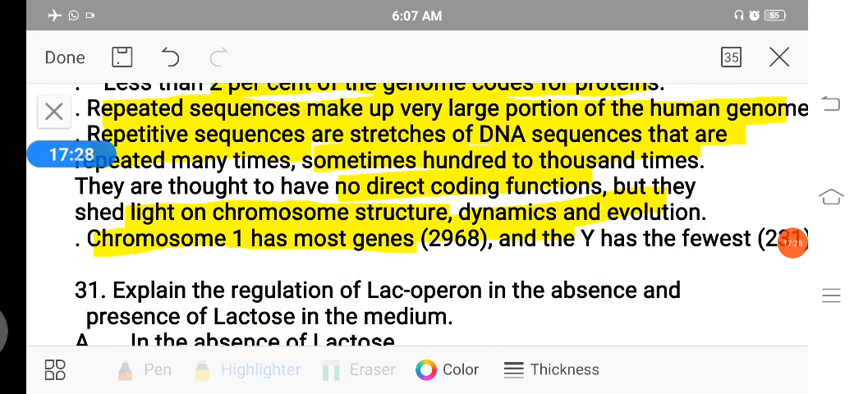 6:07 AM
55
Done
35
. Less than 2 per cent of the genome codes for proteins.
. Repeated sequences make up very large portion of the human genome
. Repetitive sequences are stretches of DNA sequences that are
17:28
repeated many times, sometimes hundred to thousand times.
They are thought to have no direct coding functions, but they
shed light on chromosome structure, dynamics and evolution.
. Chromosome 1 has most genes (2968), and the Y has the fewest (231)
17:28
31. Explain the regulation of Lac-operon in the absence and
presence of Lactose in the medium.
A. In the absence of Lactose
Pen Highlighter Eraser Color Thickness